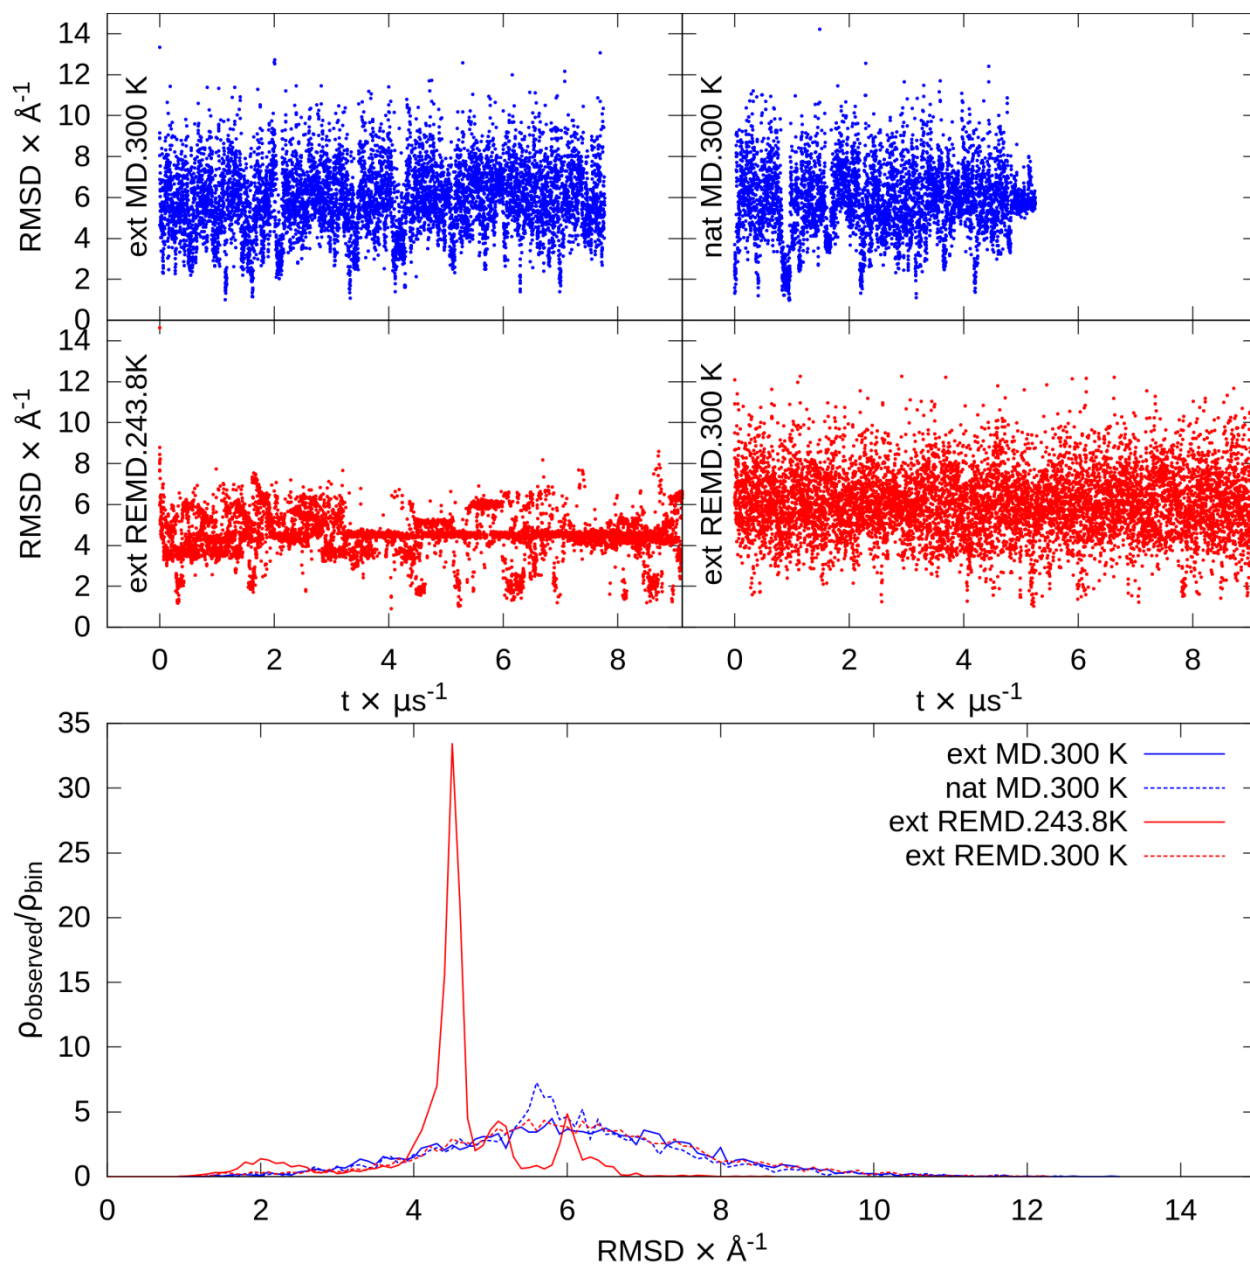 14
12
10
8
6
4
2
0
RMSD × Å⁻¹
ext MD.300 K
nat MD.300 K
14
12
10
8
6
4
2
0
RMSD × Å⁻¹
ext REMD.243.8K
ext REMD.300 K
0 2 4 6 8
0 2 4 6 8
t × µs⁻¹
t × µs⁻¹
35
30
25
20
15
10
5
0
ρobserved/ρbin
ext MD.300 K
nat MD.300 K
ext REMD.243.8K
ext REMD.300 K
0 2 4 6 8 10 12 14
RMSD × Å⁻¹